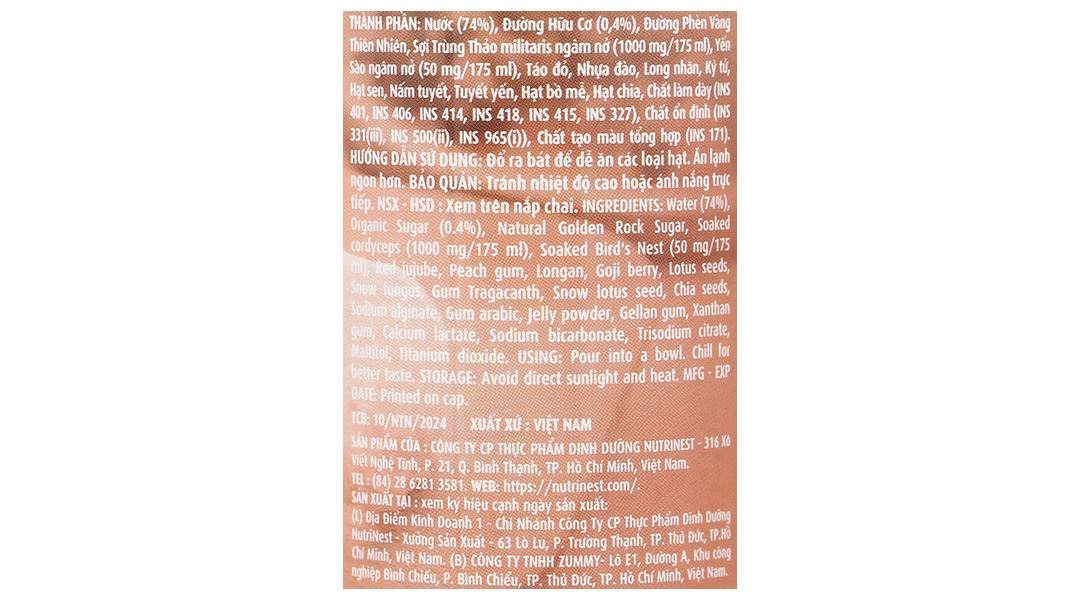 THÀNH PHẦN: Nước (74%), Đường Hữu Cơ (0,4%), Đường Phèn Vàng
Thiên Nhiên, Sợi Trùng Thảo militaris ngâm nở (1000 mg/175 ml), Yến
Sào ngâm nở (50 mg/175 ml), Táo đỏ, Nhựa đào, Long nhãn, Kỷ tử,
Hạt sen, Nấm tuyết, Tuyết yến, Hạt bồ mễ, Hạt chia, Chất làm dày (INS
401, INS 406, INS 414, INS 418, INS 415, INS 327), Chất ổn định (INS
331(iii), INS 500(ii), INS 965(i)), Chất tạo màu tổng hợp (INS 171).
HƯỚNG DẪN SỬ DỤNG: Đổ ra bát để dễ ăn các loại hạt. Ăn lạnh
ngon hơn. BẢO QUẢN: Tránh nhiệt độ cao hoặc ánh nắng trực
tiếp. NSX - HSD : Xem trên nắp chai. INGREDIENTS: Water (74%),
Organic Sugar (0.4%), Natural Golden Rock Sugar, Soaked
cordyceps (1000 mg/175 ml), Soaked Bird's Nest (50 mg/175
ml), Red jujube, Peach gum, Longan, Goji berry, Lotus seeds,
Snow fungus, Gum Tragacanth, Snow lotus seed, Chia seeds,
Sodium alginate, Gum arabic, Jelly powder, Gellan gum, Xanthan
gum, Calcium lactate, Sodium bicarbonate, Trisodium citrate,
Maltitol, Titanium dioxide. USING: Pour into a bowl. Chill for
better taste. STORAGE: Avoid direct sunlight and heat. MFG - EXP
DATE: Printed on cap.
TCB: 10/NTN/2024 XUẤT XỨ : VIỆT NAM
SẢN PHẨM CỦA : CÔNG TY CP THỰC PHẨM DINH DƯỠNG NUTRINEST - 316 Xô
Viết Nghệ Tĩnh, P. 21, Q. Bình Thạnh, TP. Hồ Chí Minh, Việt Nam.
TEL : (84) 28 6281 3581. WEB: https://nutrinest.com/.
SẢN XUẤT TẠI : xem ký hiệu cạnh ngày sản xuất:
(L) Địa Điểm Kinh Doanh 1 - Chi Nhánh Công Ty CP Thực Phẩm Dinh Dưỡng
NutriNest - Xưởng Sản Xuất - 63 Lò Lu, P. Trường Thạnh, TP. Thủ Đức, TP.Hồ
Chí Minh, Việt Nam. (B) CÔNG TY TNHH ZUMMY- Lô E1, Đường A, Khu công
nghiệp Bình Chiểu, P. Bình Chiểu, TP. Thủ Đức, TP. Hồ Chí Minh, Việt Nam.